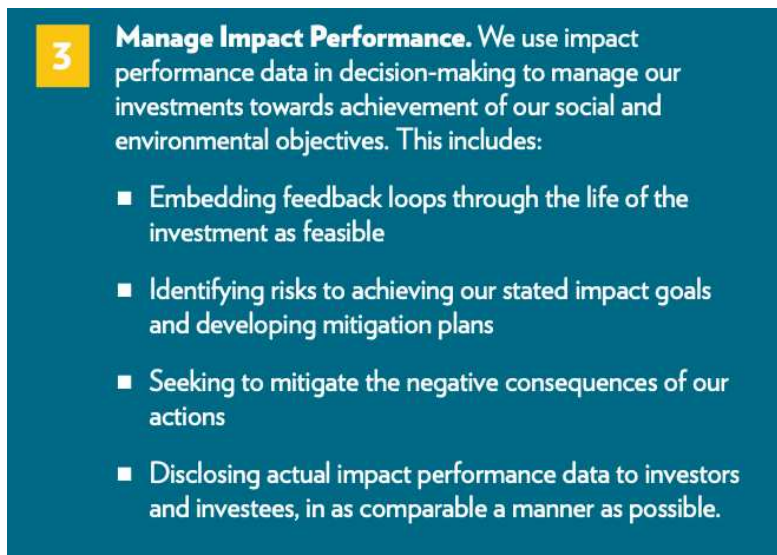 3
Manage Impact Performance. We use impact
performance data in decision-making to manage our
investments towards achievement of our social and
environmental objectives. This includes:
■ Embedding feedback loops through the life of the
investment as feasible
■ Identifying risks to achieving our stated impact goals
and developing mitigation plans
■ Seeking to mitigate the negative consequences of our
actions
■ Disclosing actual impact performance data to investors
and investees, in as comparable a manner as possible.